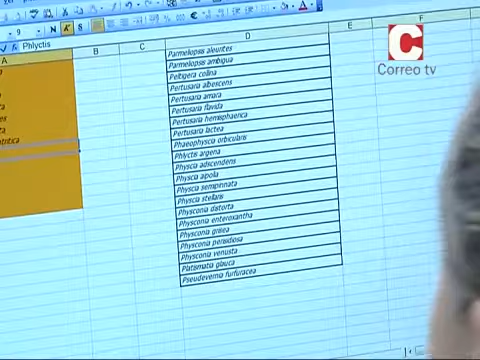 9
N
K
S
€
A
Phlyctis
A
B
C
D
E
F
Parmelopsis aleurites
Parmelopsis ambigua
Peltigera collina
Pertusaria albescens
Pertusaria amara
Pertusaria flavida
Pertusaria hemisphaerica
Pertusaria lactea
Phaeophyscia orbicularis
Phlyctis argena
Physcia adscendens
Physcia aipolia
Physcia semipinnata
Physcia stellaris
Physconia distorta
Physconia enteroxantha
Physconia grisea
Physconia perisidiosa
Physconia venusta
Platismatia glauca
Pseudevernia furfuracea
C
Correo tv